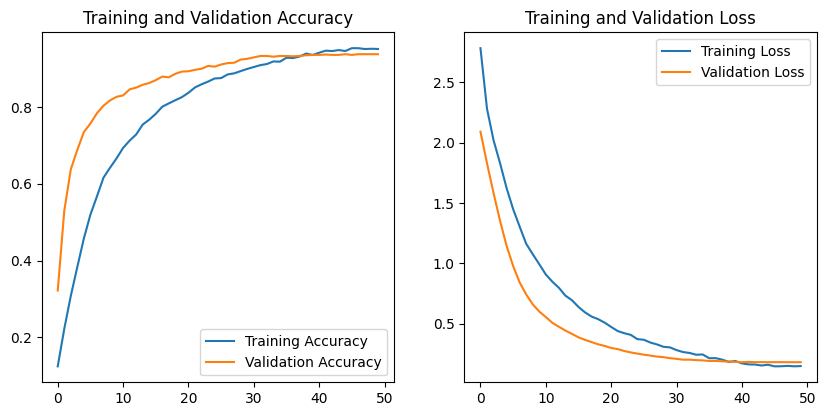 Training and Validation Accuracy
0.8
0.6
0.4
0.2
Training Accuracy
Validation Accuracy
0 10 20 30 40 50
Training and Validation Loss
2.5
2.0
1.5
1.0
0.5
Training Loss
Validation Loss
0 10 20 30 40 50